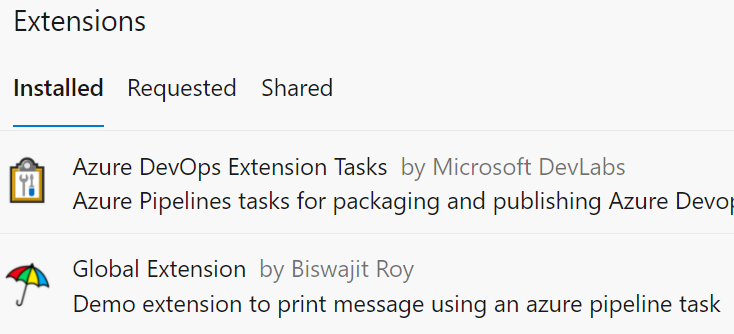 Extensions
Installed Requested Shared
Azure DevOps Extension Tasks by Microsoft DevLabs
Azure Pipelines tasks for packaging and publishing Azure Devop
Global Extension by Biswajit Roy
Demo extension to print message using an azure pipeline task